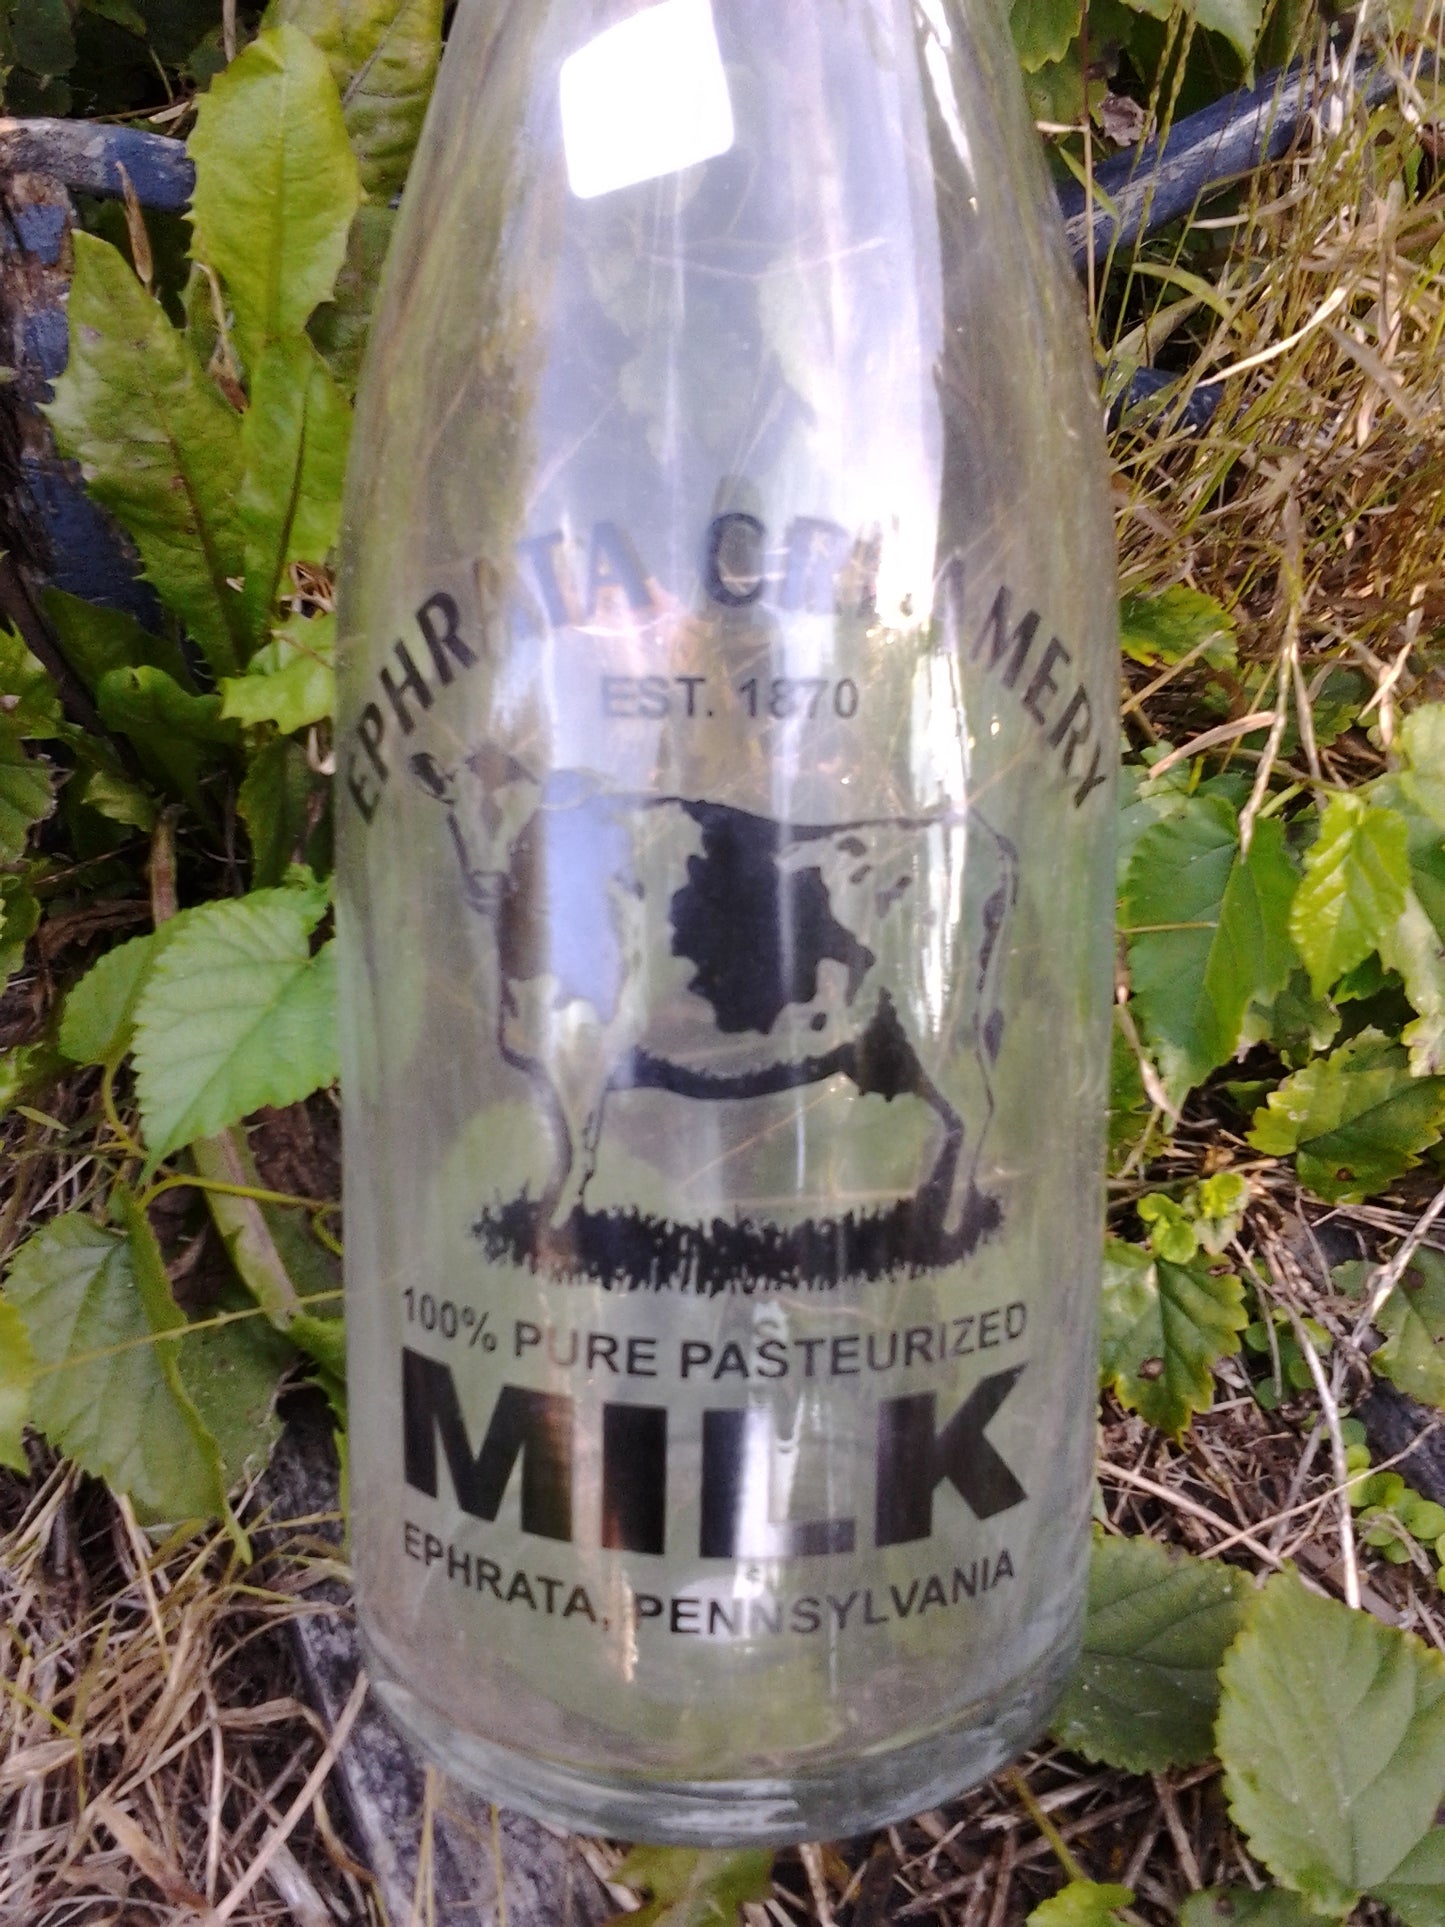 EPHRATA CREAMERY
EST. 1870
100% PURE PASTEURIZED
MILK
EPHRATA, PENNSYLVANIA